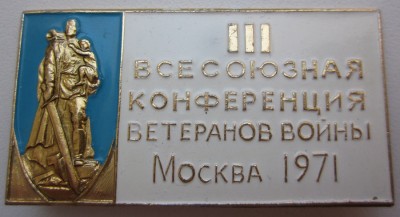 III
ВСЕСОЮЗНАЯ
КОНФЕРЕНЦИЯ
ВЕТЕРАНОВ ВОЙНЫ
МОСКВА 1971